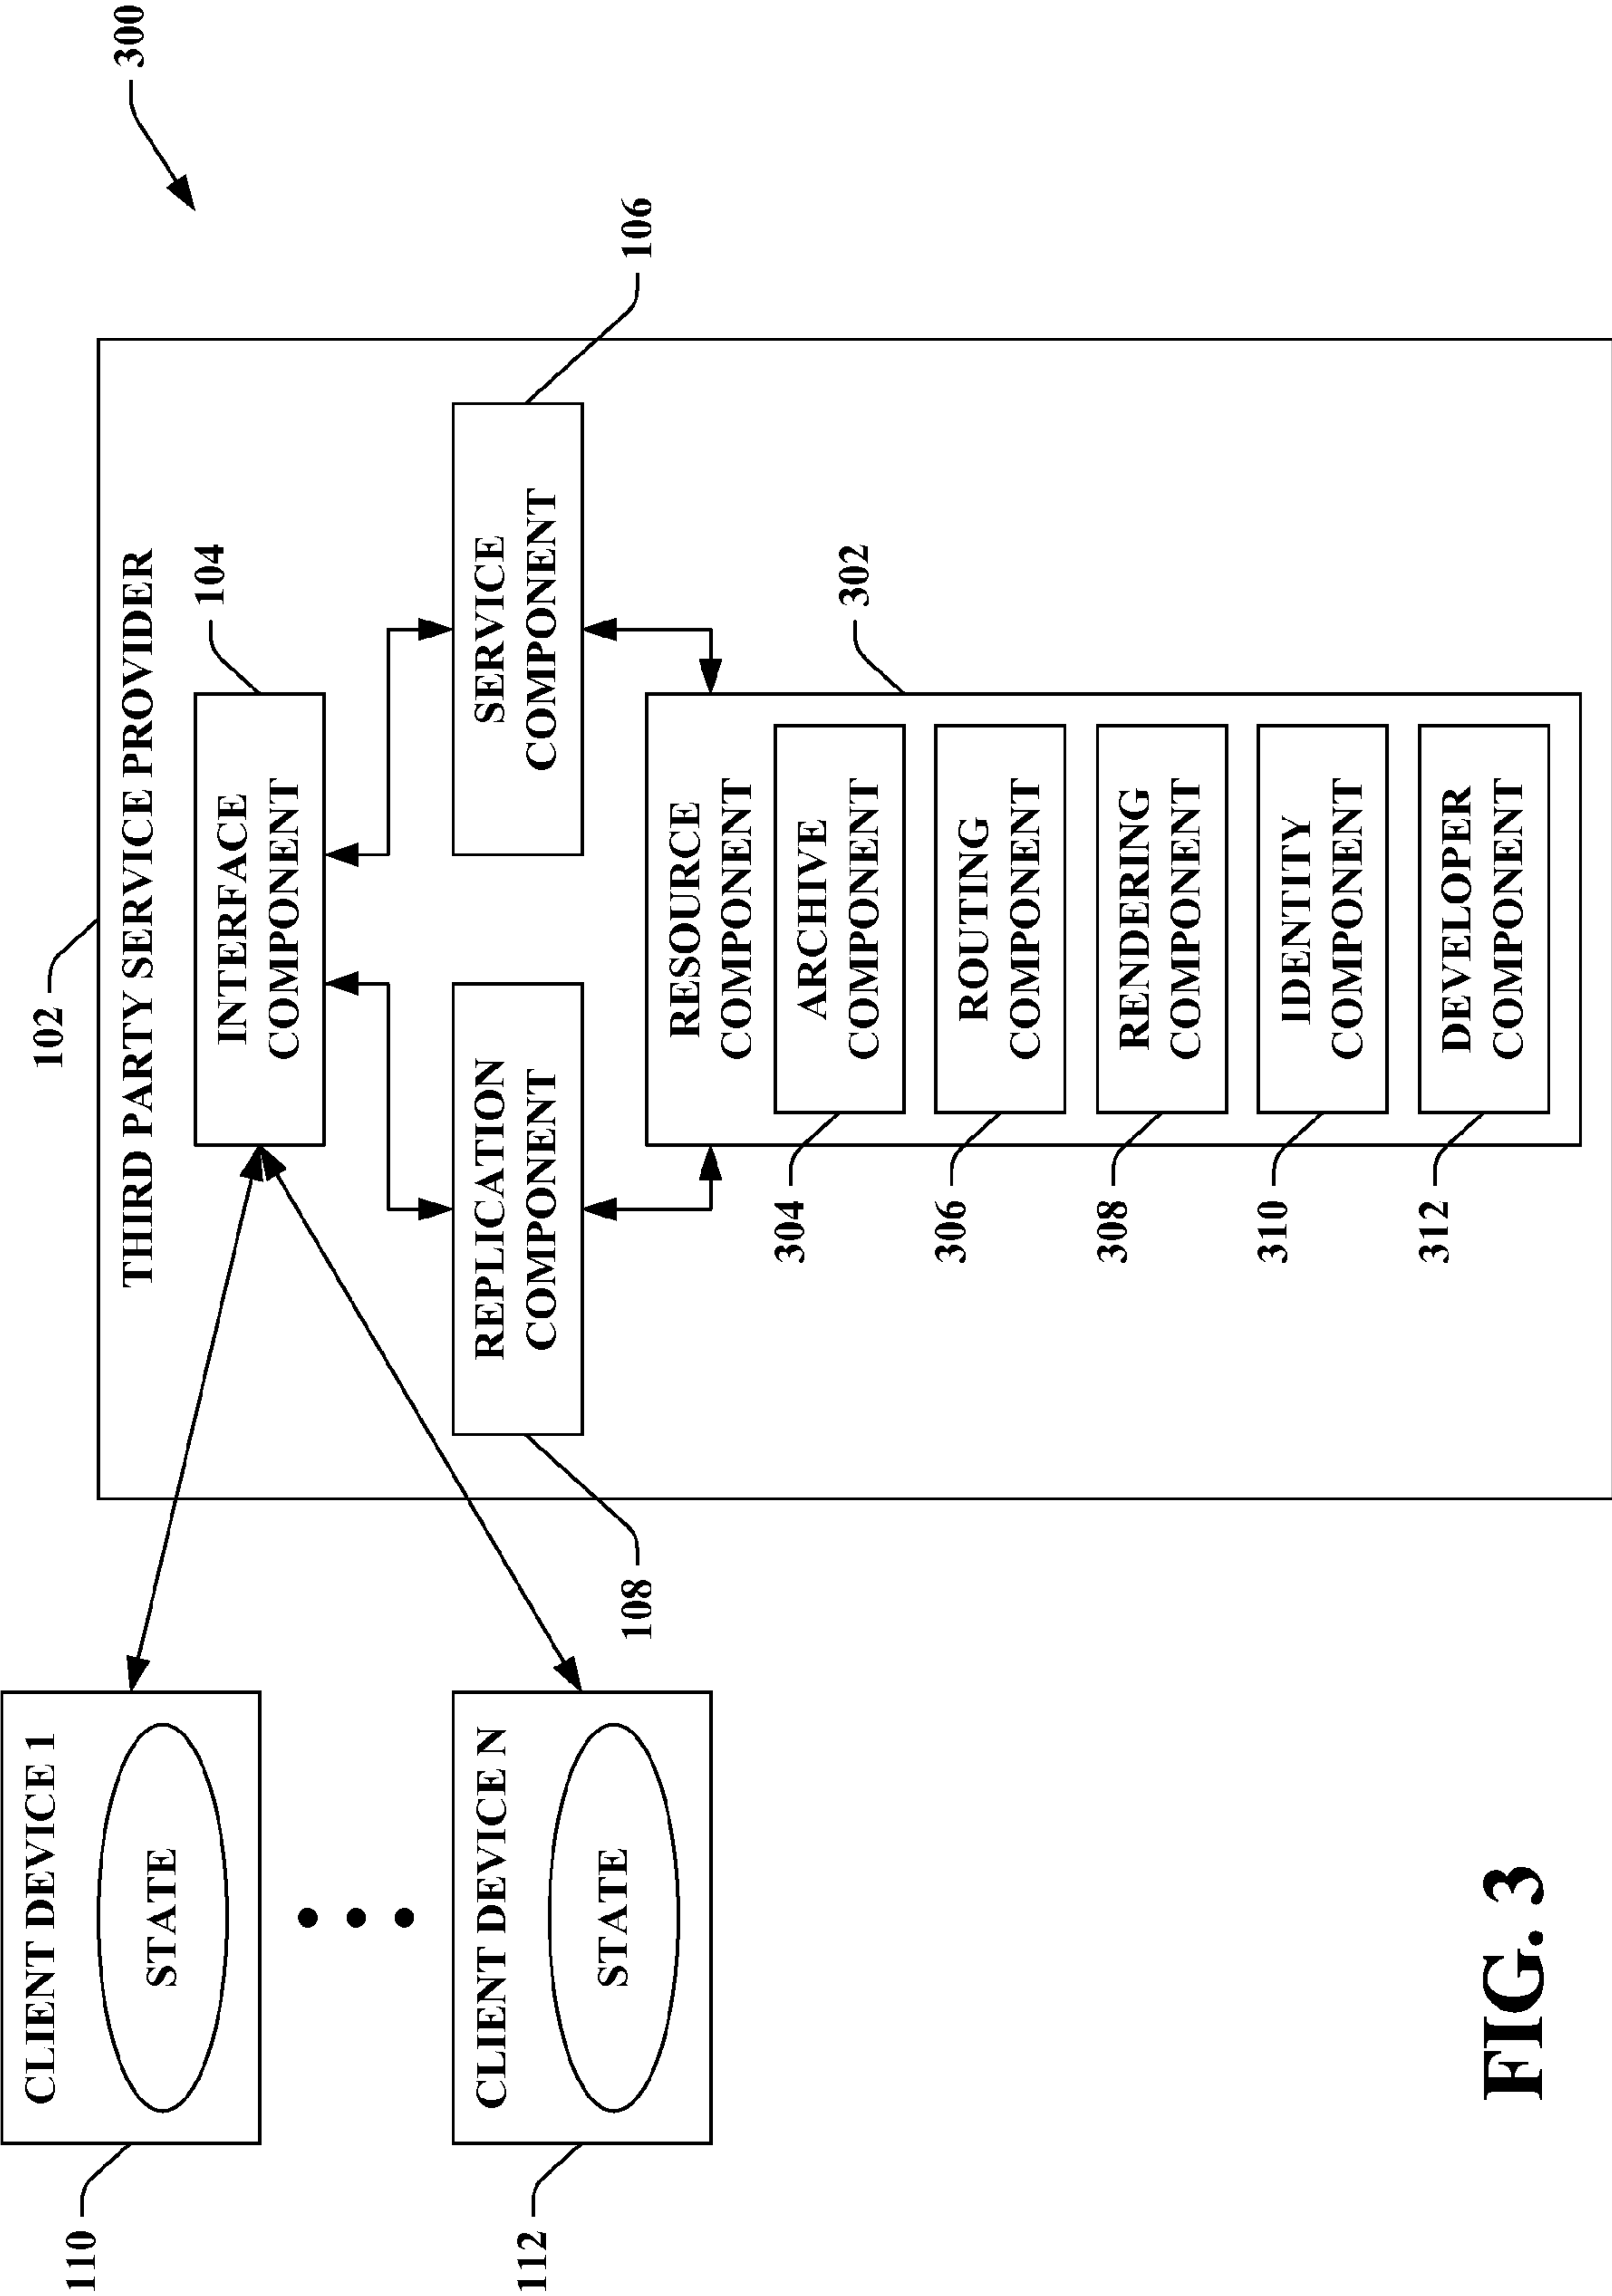 300
102
THIRD PARTY SERVICE PROVIDER
110
CLIENT DEVICE 1
STATE
INTERFACE
COMPONENT
104
112
CLIENT DEVICE N
STATE
108
REPLICATION
COMPONENT
SERVICE
COMPONENT
106
RESOURCE
COMPONENT
302
304
ARCHIVE
COMPONENT
306
ROUTING
COMPONENT
308
RENDERING
COMPONENT
310
IDENTITY
COMPONENT
312
DEVELOPER
COMPONENT
FIG. 3